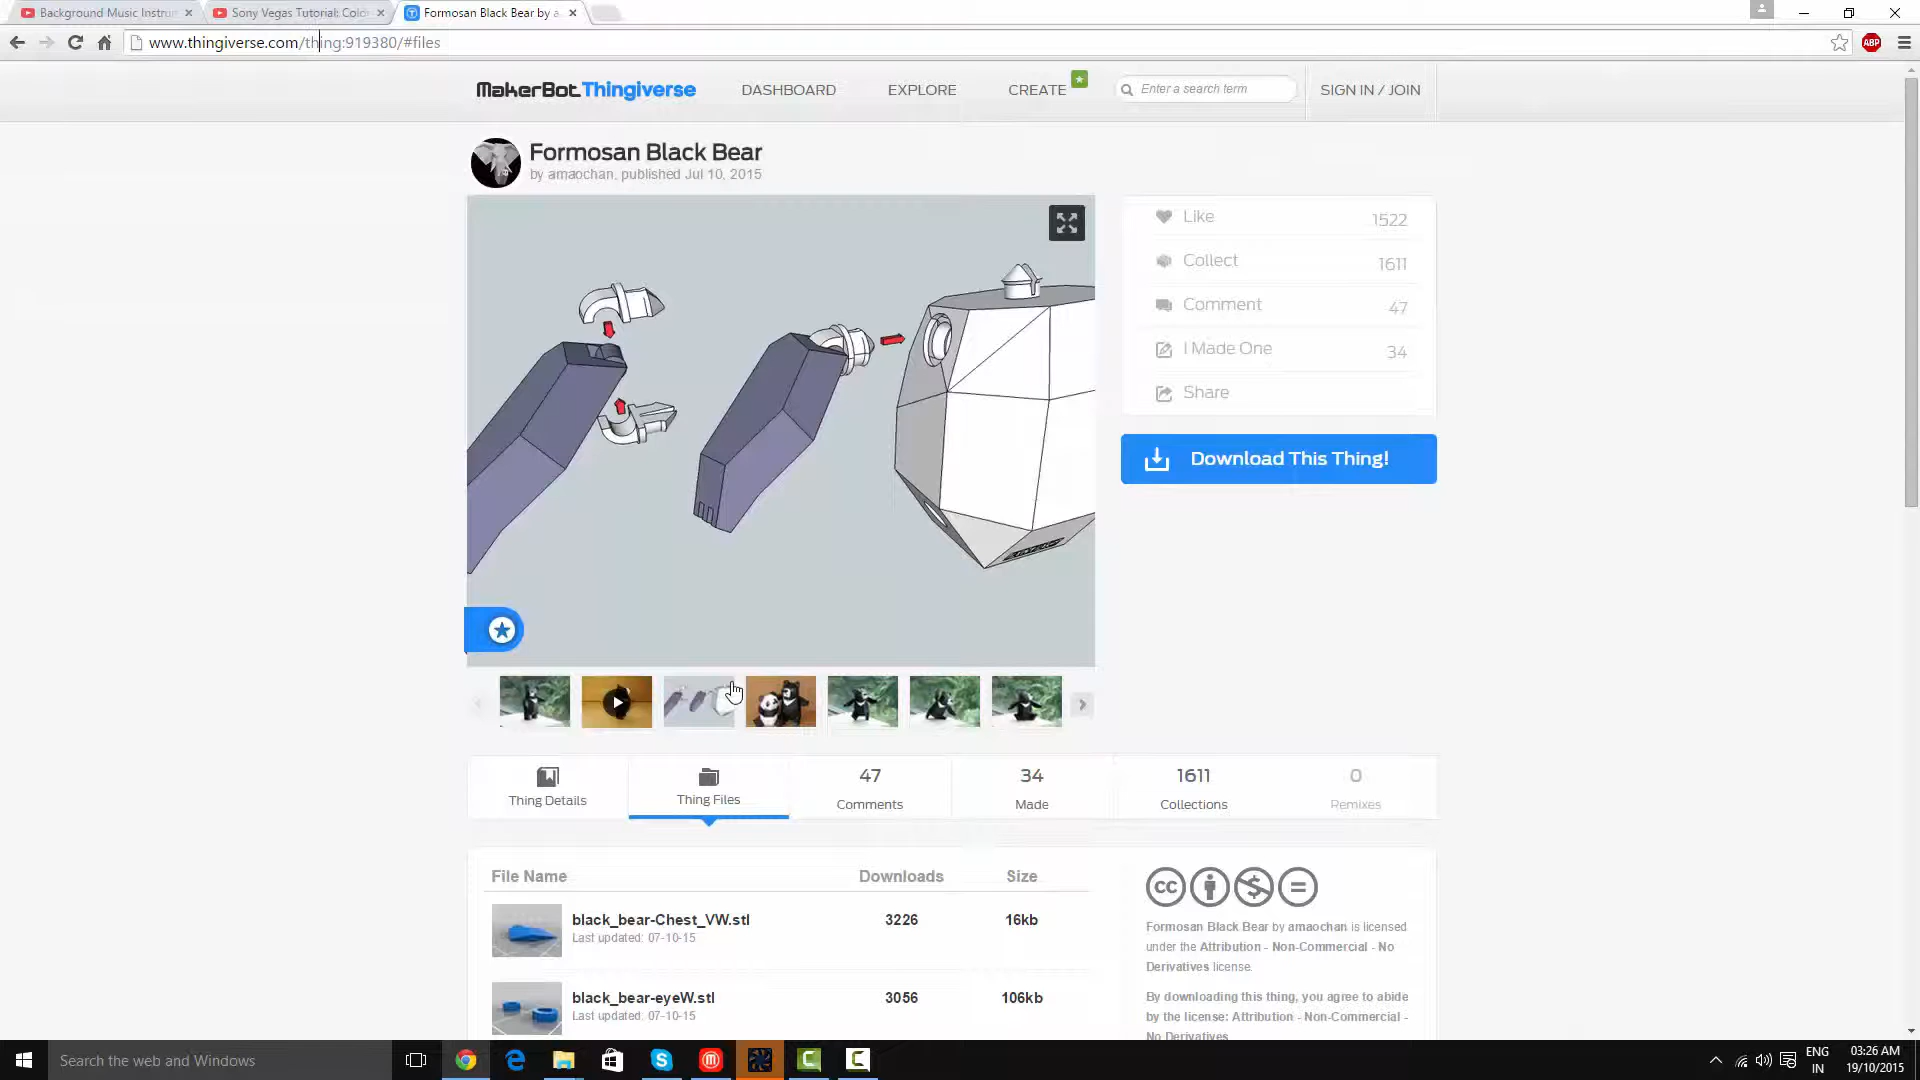 Background Music Instrum
Sony Vegas Tutorial: Colo
Formosan Black Bear by a
www.thingiverse.com/thing:919380/#files
ABP
MakerBot Thingiverse
DASHBOARD
EXPLORE
CREATE
Enter a search term
SIGN IN / JOIN
Formosan Black Bear
by amaochan, published Jul 10, 2015
Like 1522
Collect 1611
Comment 47
I Made One 34
Share
Download This Thing!
Thing Details
Thing Files
47
Comments
34
Made
1611
Collections
0
Remixes
File Name Downloads Size
black_bear-Chest_VW.stl 3226 16kb
Last updated: 07-10-15
black_bear-eyeW.stl 3056 106kb
Last updated: 07-10-15
cc
Formosan Black Bear by amaochan is licensed
under the Attribution - Non-Commercial - No
Derivatives license.
By downloading this thing, you agree to abide
by the license: Attribution - Non-Commercial -
No Derivatives
Search the web and Windows
ENG
IN
03:26 AM
19/10/2015